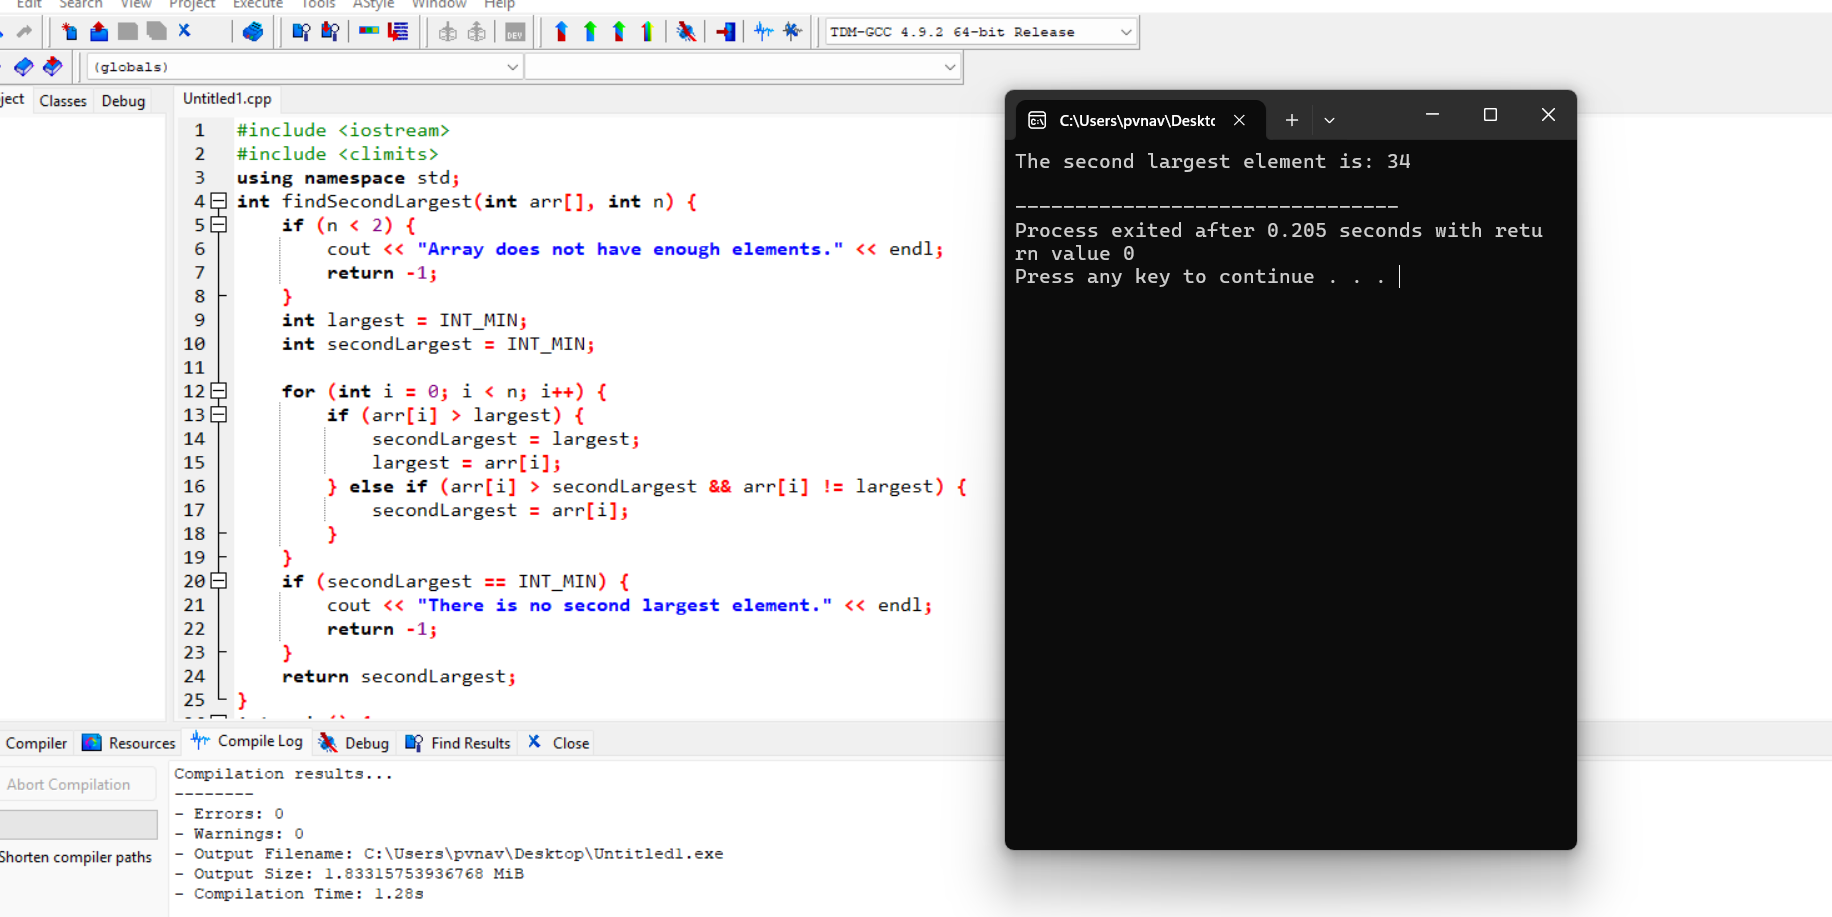 Edit Search View Project Execute Tools AStyle Window Help
DEV
TDM-GCC 4.9.2 64-bit Release
(globals)
ject Classes Debug
Untitled1.cpp
1 #include <iostream>
2 #include <climits>
3 using namespace std;
4 int findSecondLargest(int arr[], int n) {
5 if (n < 2) {
6 cout << "Array does not have enough elements." << endl;
7 return -1;
8 }
9 int largest = INT_MIN;
10 int secondLargest = INT_MIN;
11
12 for (int i = 0; i < n; i++) {
13 if (arr[i] > largest) {
14 secondLargest = largest;
15 largest = arr[i];
16 } else if (arr[i] > secondLargest && arr[i] != largest) {
17 secondLargest = arr[i];
18 }
19 }
20 if (secondLargest == INT_MIN) {
21 cout << "There is no second largest element." << endl;
22 return -1;
23 }
24 return secondLargest;
25 }
C:\Users\pvnav\Deskto
The second largest element is: 34
--------------------------------
Process exited after 0.205 seconds with retu
rn value 0
Press any key to continue . . .
Compiler Resources Compile Log Debug Find Results Close
Abort Compilation
Shorten compiler paths
Compilation results...
--------
- Errors: 0
- Warnings: 0
- Output Filename: C:\Users\pvnav\Desktop\Untitled1.exe
- Output Size: 1.83315753936768 MiB
- Compilation Time: 1.28s